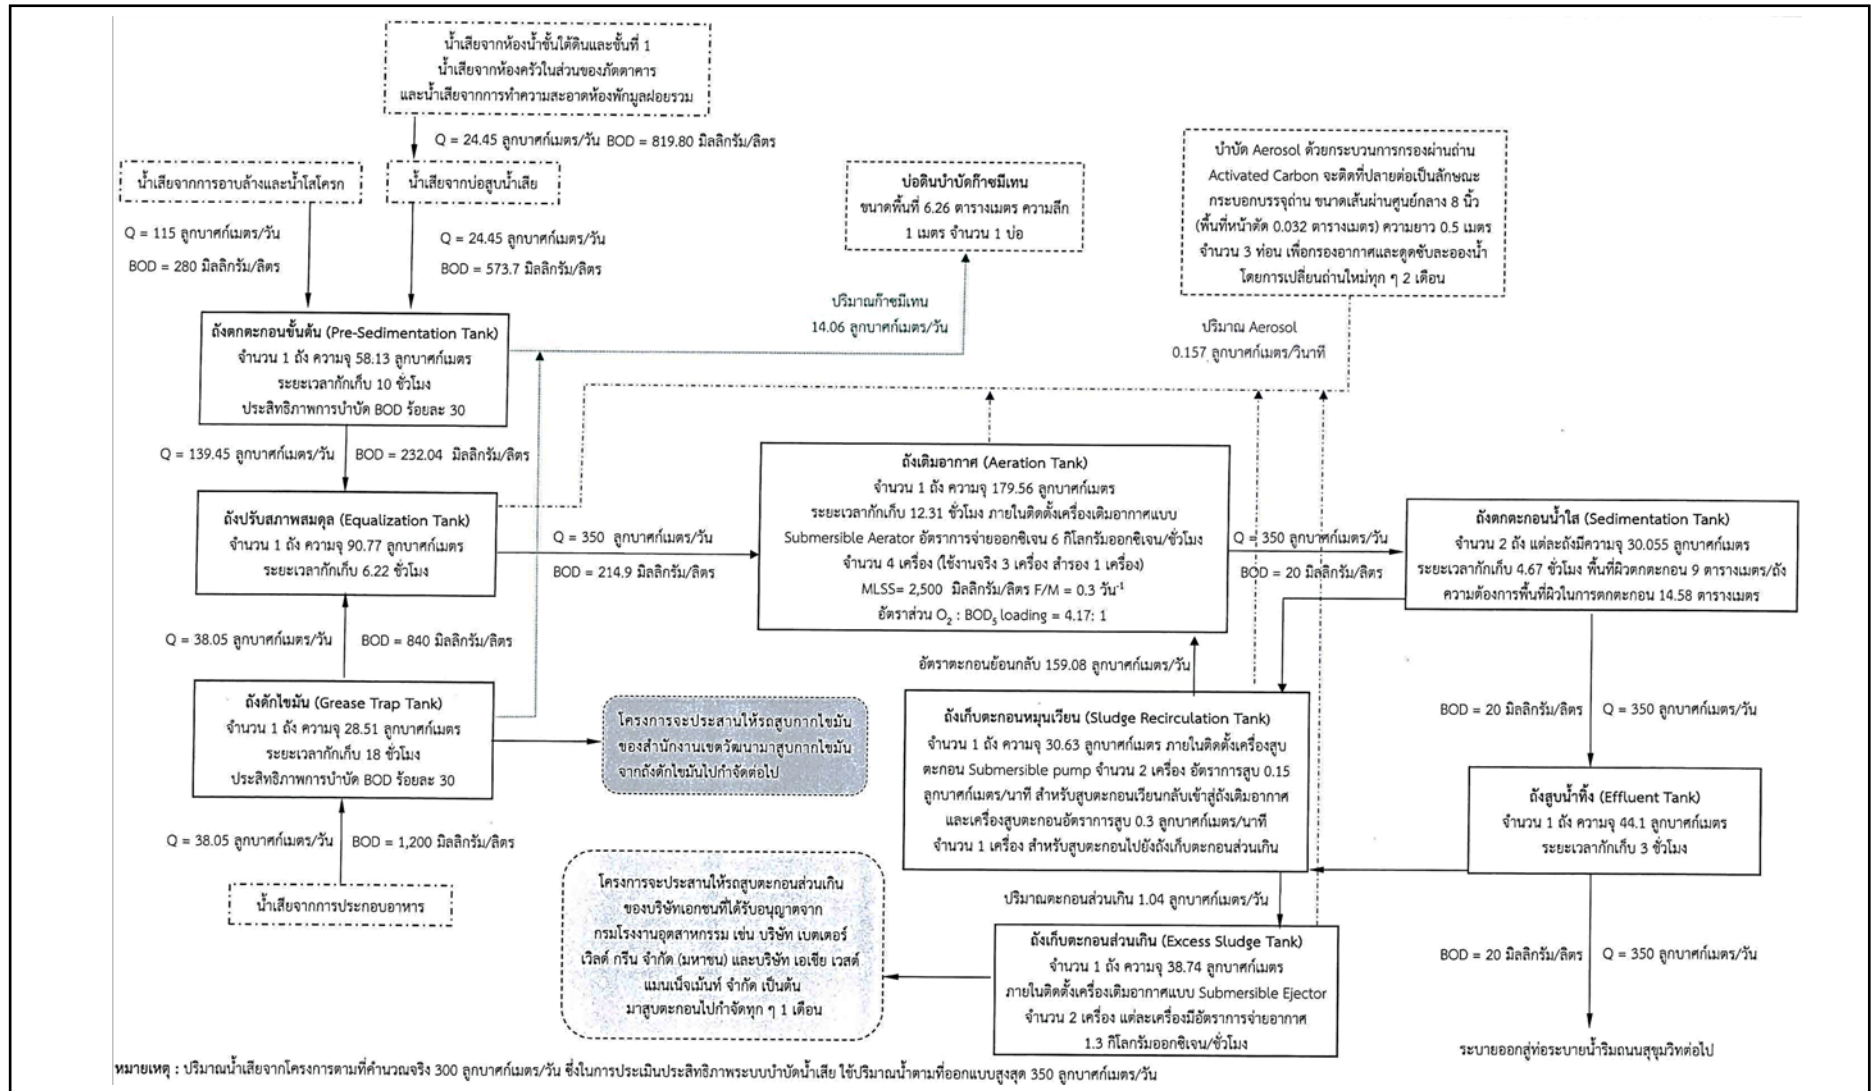 น้ำเสียจากห้องน้ำชั้นใต้ดินและชั้นที่ 1
น้ำเสียจากห้องครัวในส่วนของภัตตาคาร
และน้ำเสียจากการทำความสะอาดห้องพักมูลฝอยรวม
Q = 24.45 ลูกบาศก์เมตร/วัน BOD = 819.80 มิลลิกรัม/ลิตร
น้ำเสียจากการอาบล้างและน้ำโสโครก
น้ำเสียจากบ่อสูบน้ำเสีย
Q = 115 ลูกบาศก์เมตร/วัน
BOD = 280 มิลลิกรัม/ลิตร
Q = 24.45 ลูกบาศก์เมตร/วัน
BOD = 573.7 มิลลิกรัม/ลิตร
บ่อดินบำบัดก๊าซมีเทน
ขนาดพื้นที่ 6.26 ตารางเมตร ความลึก
1 เมตร จำนวน 1 บ่อ
บำบัด Aerosol ด้วยกระบวนการกรองผ่านถ่าน
Activated Carbon จะติดที่ปลายต่อเป็นลักษณะ
กระบอกบรรจุถ่าน ขนาดเส้นผ่านศูนย์กลาง 8 นิ้ว
(พื้นที่หน้าตัด 0.032 ตารางเมตร) ความยาว 0.5 เมตร
จำนวน 3 ท่อน เพื่อกรองอากาศและดูดซับละอองน้ำ
โดยการเปลี่ยนถ่านใหม่ทุก ๆ 2 เดือน
ปริมาณก๊าซมีเทน
14.06 ลูกบาศก์เมตร/วัน
ปริมาณ Aerosol
0.157 ลูกบาศก์เมตร/วินาที
ถังตกตะกอนขั้นต้น (Pre-Sedimentation Tank)
จำนวน 1 ถัง ความจุ 58.13 ลูกบาศก์เมตร
ระยะเวลากักเก็บ 10 ชั่วโมง
ประสิทธิภาพการบำบัด BOD ร้อยละ 30
Q = 139.45 ลูกบาศก์เมตร/วัน
BOD = 232.04 มิลลิกรัม/ลิตร
ถังปรับสภาพสมดุล (Equalization Tank)
จำนวน 1 ถัง ความจุ 90.77 ลูกบาศก์เมตร
ระยะเวลากักเก็บ 6.22 ชั่วโมง
Q = 350 ลูกบาศก์เมตร/วัน
BOD = 214.9 มิลลิกรัม/ลิตร
ถังเติมอากาศ (Aeration Tank)
จำนวน 1 ถัง ความจุ 179.56 ลูกบาศก์เมตร
ระยะเวลากักเก็บ 12.31 ชั่วโมง ภายในติดตั้งเครื่องเติมอากาศแบบ
Submersible Aerator อัตราการจ่ายออกซิเจน 6 กิโลกรัมออกซิเจน/ชั่วโมง
จำนวน 4 เครื่อง (ใช้งานจริง 3 เครื่อง สำรอง 1 เครื่อง)
MLSS= 2,500 มิลลิกรัม/ลิตร F/M = 0.3 วัน⁻¹
อัตราส่วน O₂ : BOD₅ loading = 4.17: 1
Q = 350 ลูกบาศก์เมตร/วัน
BOD = 20 มิลลิกรัม/ลิตร
ถังตกตะกอนน้ำใส (Sedimentation Tank)
จำนวน 2 ถัง แต่ละถังมีความจุ 30.055 ลูกบาศก์เมตร
ระยะเวลากักเก็บ 4.67 ชั่วโมง พื้นที่ผิวตกตะกอน 9 ตารางเมตร/ถัง
ความต้องการพื้นที่ผิวในการตกตะกอน 14.58 ตารางเมตร
Q = 38.05 ลูกบาศก์เมตร/วัน
BOD = 840 มิลลิกรัม/ลิตร
อัตราตะกอนย้อนกลับ 159.08 ลูกบาศก์เมตร/วัน
ถังดักไขมัน (Grease Trap Tank)
จำนวน 1 ถัง ความจุ 28.51 ลูกบาศก์เมตร
ระยะเวลากักเก็บ 18 ชั่วโมง
ประสิทธิภาพการบำบัด BOD ร้อยละ 30
โครงการจะประสานให้รถสูบกากไขมัน
ของสำนักงานเขตวัฒนามาสูบกากไขมัน
จากถังดักไขมันไปกำจัดต่อไป
ถังเก็บตะกอนหมุนเวียน (Sludge Recirculation Tank)
จำนวน 1 ถัง ความจุ 30.63 ลูกบาศก์เมตร ภายในติดตั้งเครื่องสูบ
ตะกอน Submersible pump จำนวน 2 เครื่อง อัตราการสูบ 0.15
ลูกบาศก์เมตร/นาที สำหรับสูบตะกอนเวียนกลับเข้าสู่ถังเติมอากาศ
และเครื่องสูบตะกอนอัตราการสูบ 0.3 ลูกบาศก์เมตร/นาที
จำนวน 1 เครื่อง สำหรับสูบตะกอนไปยังถังเก็บตะกอนส่วนเกิน
BOD = 20 มิลลิกรัม/ลิตร
Q = 350 ลูกบาศก์เมตร/วัน
ถังสูบน้ำทิ้ง (Effluent Tank)
จำนวน 1 ถัง ความจุ 44.1 ลูกบาศก์เมตร
ระยะเวลากักเก็บ 3 ชั่วโมง
Q = 38.05 ลูกบาศก์เมตร/วัน
BOD = 1,200 มิลลิกรัม/ลิตร
น้ำเสียจากการประกอบอาหาร
โครงการจะประสานให้รถสูบตะกอนส่วนเกิน
ของบริษัทเอกชนที่ได้รับอนุญาตจาก
กรมโรงงานอุตสาหกรรม เช่น บริษัท เบตเตอร์
เวิลด์ กรีน จำกัด (มหาชน) และบริษัท เอเชีย เวสต์
แมนเน็จเม้นท์ จำกัด เป็นต้น
มาสูบตะกอนไปกำจัดทุก ๆ 1 เดือน
ปริมาณตะกอนส่วนเกิน 1.04 ลูกบาศก์เมตร/วัน
ถังเก็บตะกอนส่วนเกิน (Excess Sludge Tank)
จำนวน 1 ถัง ความจุ 38.74 ลูกบาศก์เมตร
ภายในติดตั้งเครื่องเติมอากาศแบบ Submersible Ejector
จำนวน 2 เครื่อง แต่ละเครื่องมีอัตราการจ่ายอากาศ
1.3 กิโลกรัมออกซิเจน/ชั่วโมง
BOD = 20 มิลลิกรัม/ลิตร
Q = 350 ลูกบาศก์เมตร/วัน
ระบายออกสู่ท่อระบายน้ำริมถนนสุขุมวิทต่อไป
หมายเหตุ : ปริมาณน้ำเสียจากโครงการตามที่คำนวณจริง 300 ลูกบาศก์เมตร/วัน ซึ่งในการประเมินประสิทธิภาพระบบบำบัดน้ำเสีย ใช้ปริมาณน้ำตามที่ออกแบบสูงสุด 350 ลูกบาศก์เมตร/วัน